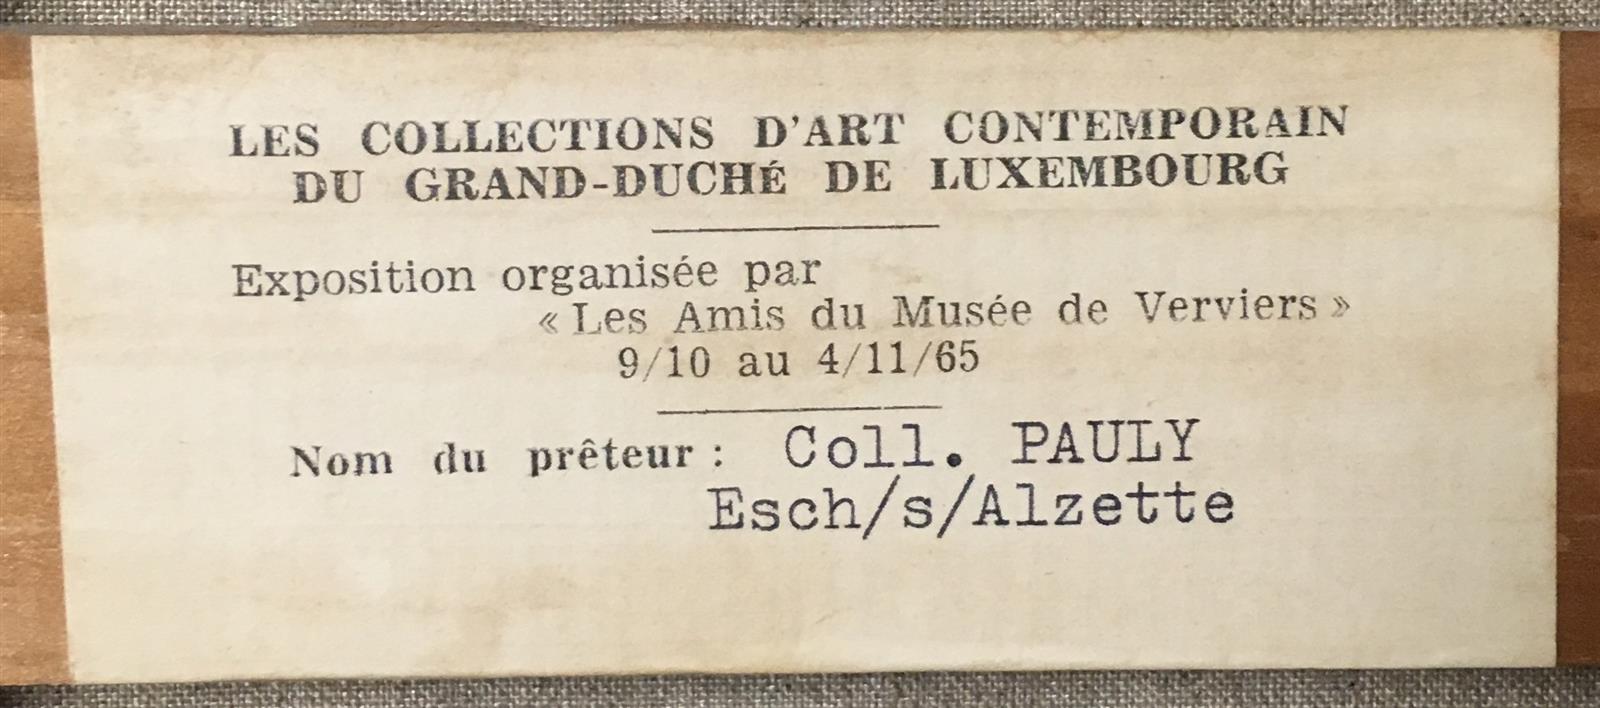 LES COLLECTIONS D'ART CONTEMPORAIN
DU GRAND-DUCHÉ DE LUXEMBOURG
Exposition organisée par
« Les Amis du Musée de Verviers »
9/10 au 4/11/65
Nom du prêteur : Coll. PAULY
Esch/s/Alzette